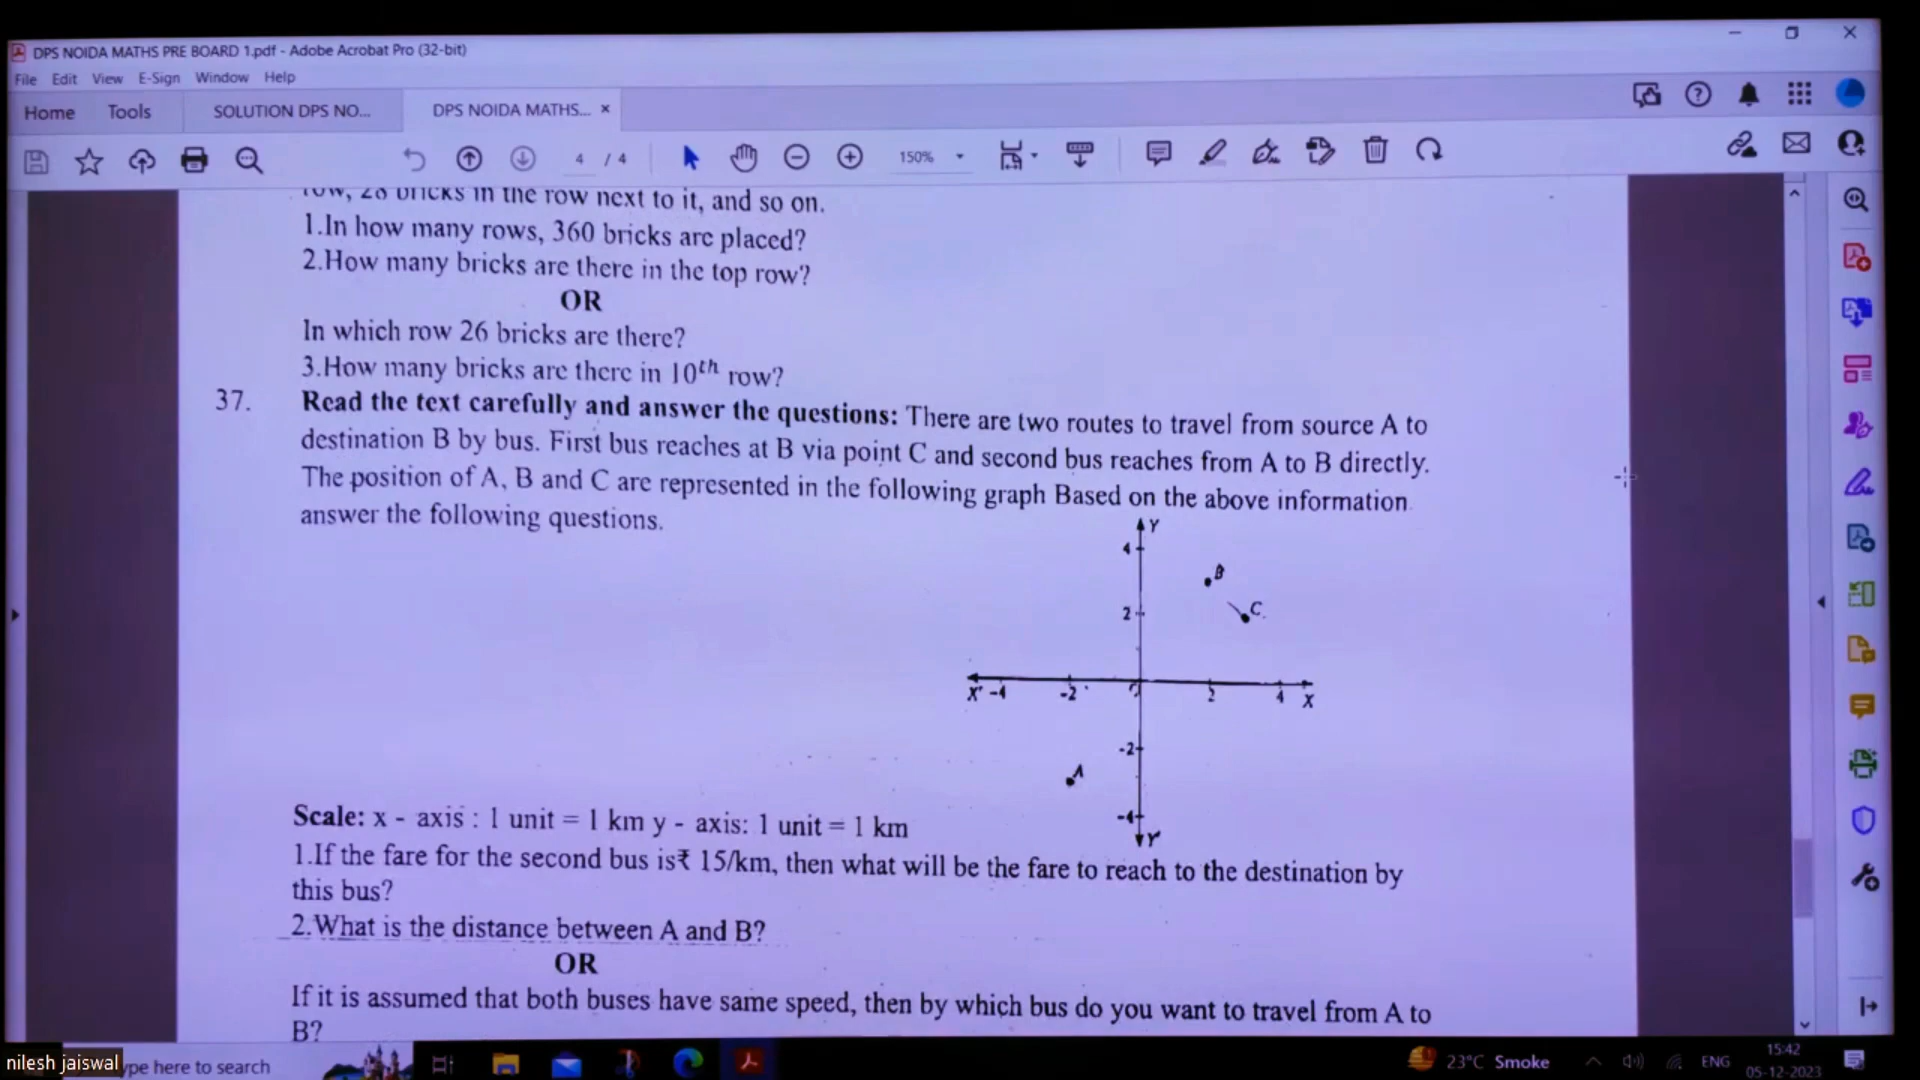 DPS NOIDA MATHS PRE BOARD 1.pdf - Adobe Acrobat Pro (32-bit)
File Edit View E-Sign Window Help
Home Tools SOLUTION DPS NO... DPS NOIDA MATHS... ×
4 / 4 150%
row, 28 bricks in the row next to it, and so on.
1.In how many rows, 360 bricks are placed?
2.How many bricks are there in the top row?
OR
In which row 26 bricks are there?
3.How many bricks are there in 10th row?
37. Read the text carefully and answer the questions: There are two routes to travel from source A to
destination B by bus. First bus reaches at B via point C and second bus reaches from A to B directly.
The position of A, B and C are represented in the following graph Based on the above information
answer the following questions.
Y
4
B
2
C
X' -4 -2 O 2 4 X
-2
A
-4
Y'
Scale: x - axis : 1 unit = 1 km y - axis: 1 unit = 1 km
1.If the fare for the second bus is₹ 15/km, then what will be the fare to reach to the destination by
this bus?
2.What is the distance between A and B?
OR
If it is assumed that both buses have same speed, then by which bus do you want to travel from A to
B?
nilesh jaiswal
ype here to search
23°C Smoke
ENG
15:42
05-12-2023